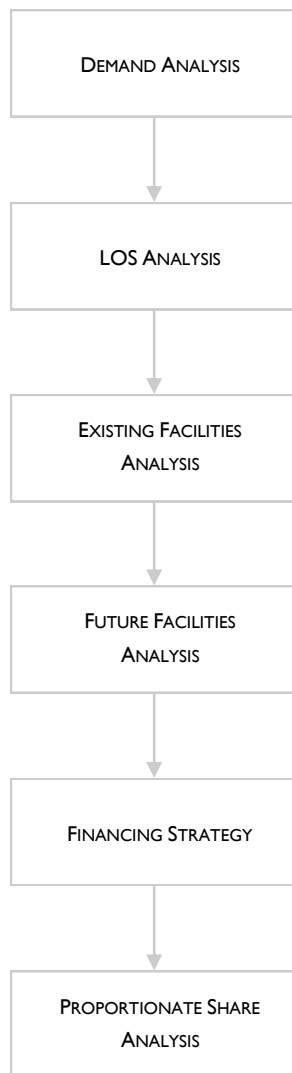 DEMAND ANALYSIS
LOS ANALYSIS
EXISTING FACILITIES
ANALYSIS
FUTURE FACILITIES
ANALYSIS
FINANCING STRATEGY
PROPORTIONATE SHARE
ANALYSIS